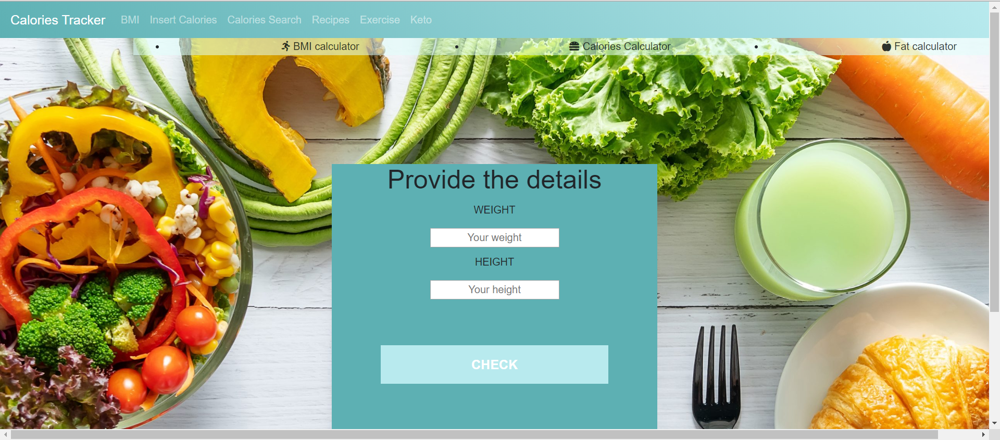 Calories Tracker BMI Insert Calories Calories Search Recipes Exercise Keto
• BMI calculator • Calories Calculator • Fat calculator
Provide the details
WEIGHT
Your weight
HEIGHT
Your height
CHECK